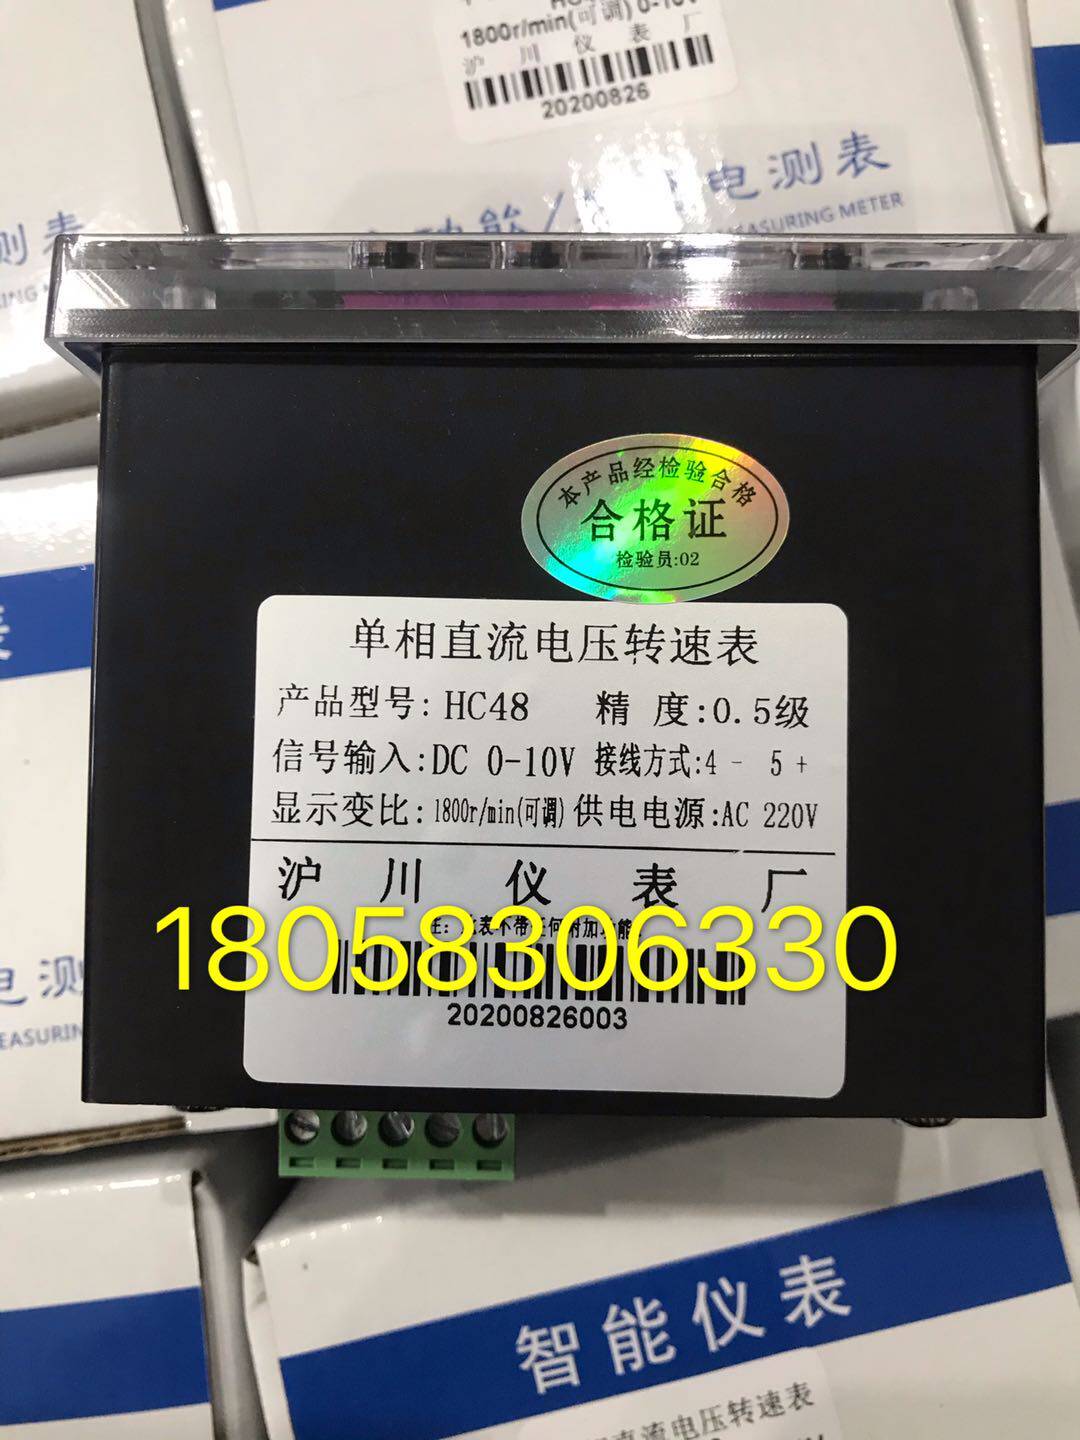 1800r/min(可调) 0-10V
沪 川 仪 表 厂
20200826
电测表
MEASURING METER
测表
本产品经检验合格
合格证
检验员:02
单相直流电压转速表
产品型号: HC48 精 度:0.5级
信号输入:DC 0-10V 接线方式:4 - 5 +
显示变比: 1800r/min(可调) 供电电源:AC 220V
沪 川 仪 表 厂
18058306330
20200826003
电测
智能仪表
直流电压转速表